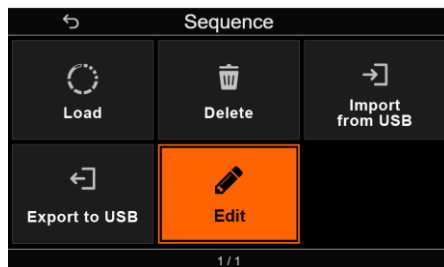 Sequence
Load
Delete
Import
from USB
Export to USB
Edit
1/1